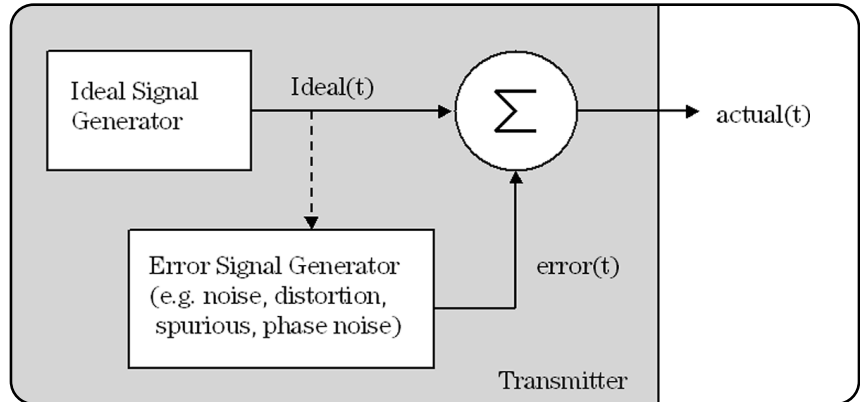 Ideal Signal
Generator
Ideal(t)
Σ
actual(t)
Error Signal Generator
(e.g. noise, distortion,
spurious, phase noise)
error(t)
Transmitter